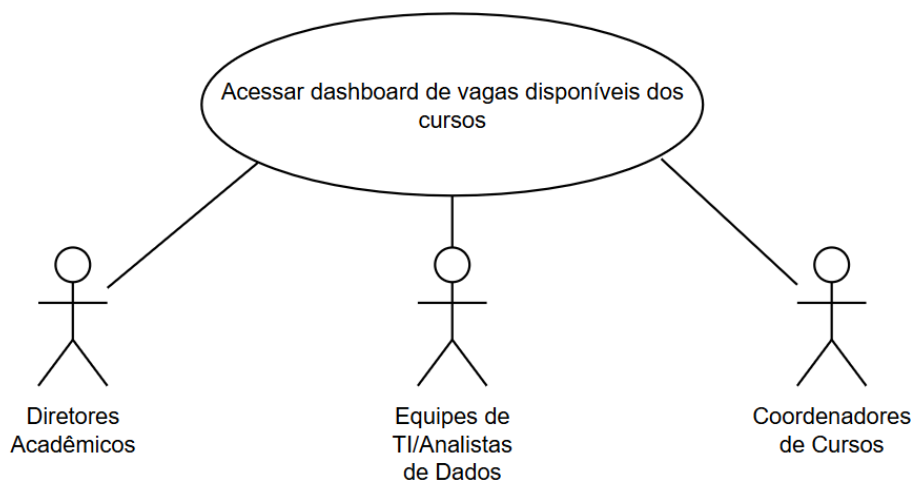 Acessar dashboard de vagas disponíveis dos
cursos
Diretores
Acadêmicos
Equipes de
TI/Analistas
de Dados
Coordenadores
de Cursos